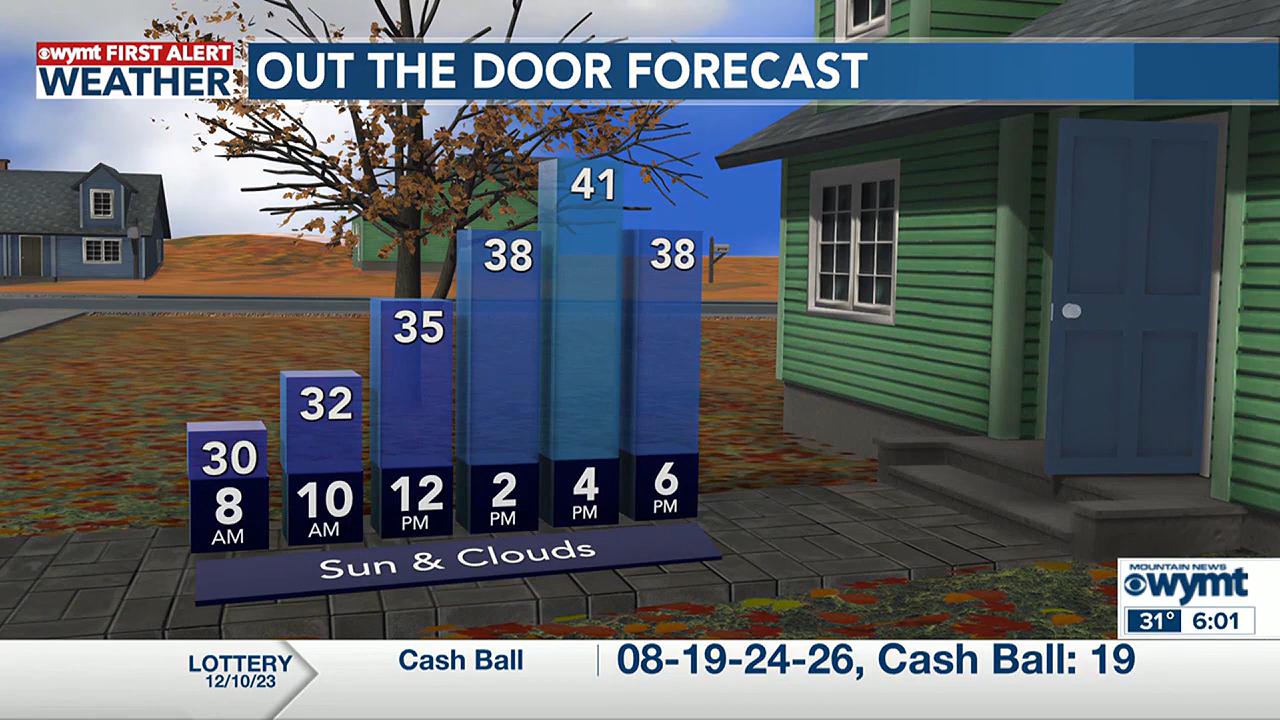 wymt FIRST ALERT
WEATHER
OUT THE DOOR FORECAST
30
32
35
38
41
38
8
AM
10
AM
12
PM
2
PM
4
PM
6
PM
Sun & Clouds
MOUNTAIN NEWS
wymt
31° 6:01
LOTTERY
12/10/23
Cash Ball
08-19-24-26, Cash Ball: 19